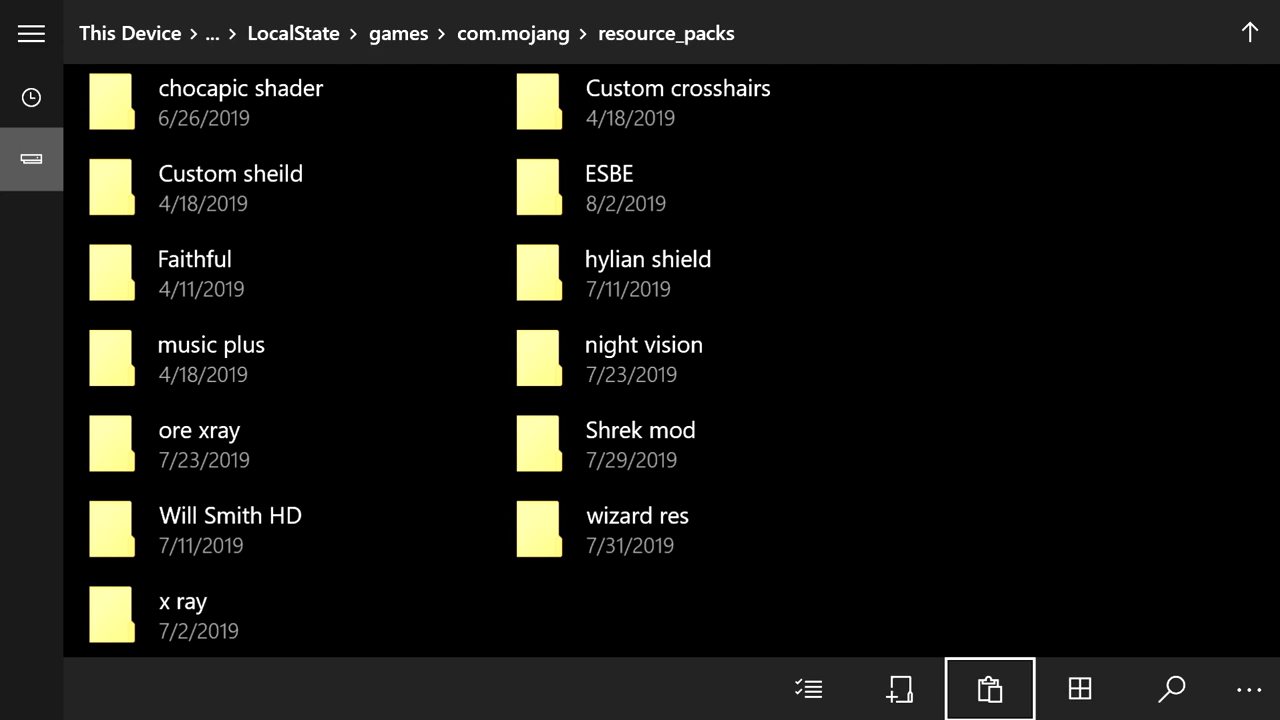 This Device > ... > LocalState > games > com.mojang > resource_packs
chocapic shader
6/26/2019
Custom crosshairs
4/18/2019
Custom sheild
4/18/2019
ESBE
8/2/2019
Faithful
4/11/2019
hylian shield
7/11/2019
music plus
4/18/2019
night vision
7/23/2019
ore xray
7/23/2019
Shrek mod
7/29/2019
Will Smith HD
7/11/2019
wizard res
7/31/2019
x ray
7/2/2019